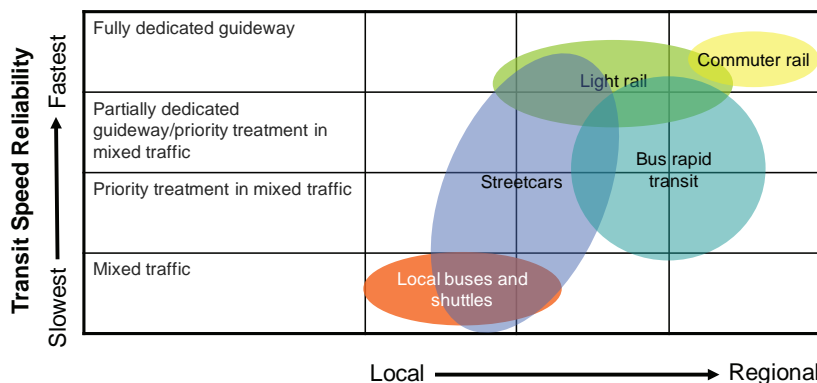 Transit Speed Reliability
Fastest
Slowest
Fully dedicated guideway
Partially dedicated
guideway/priority treatment in
mixed traffic
Priority treatment in mixed traffic
Mixed traffic
Commuter rail
Light rail
Bus rapid
transit
Streetcars
Local buses and
shuttles
Local
Regional